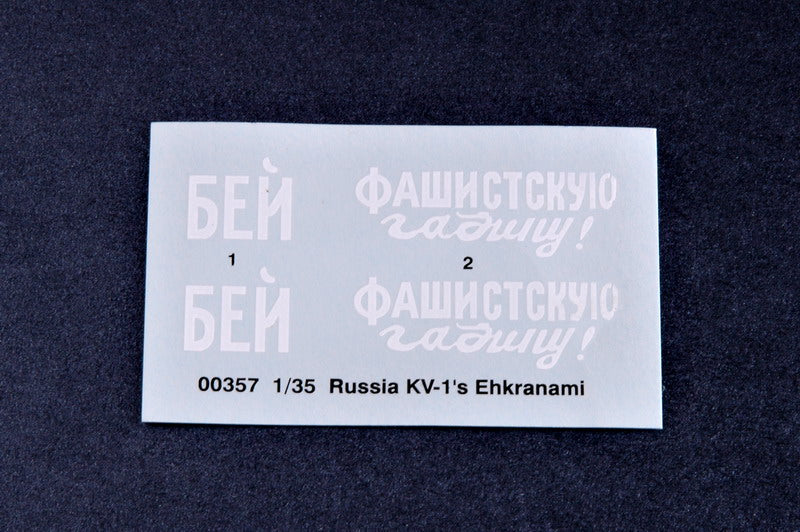 БЕЙ ФАШИСТСКУЮ
гадину!
1 2
БЕЙ ФАШИСТСКУЮ
гадину!
00357 1/35 Russia KV-1's Ehkranami